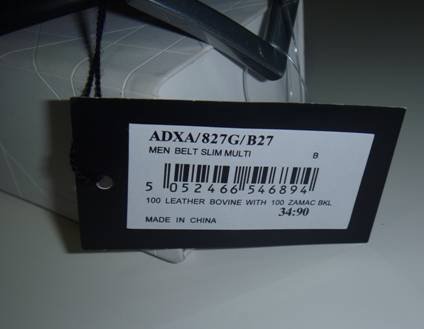 ADXA/827G/B27
MEN BELT SLIM MULTI B
5 052466 546894
100 LEATHER BOVINE WITH 100 ZAMAC BKL
34:90
MADE IN CHINA